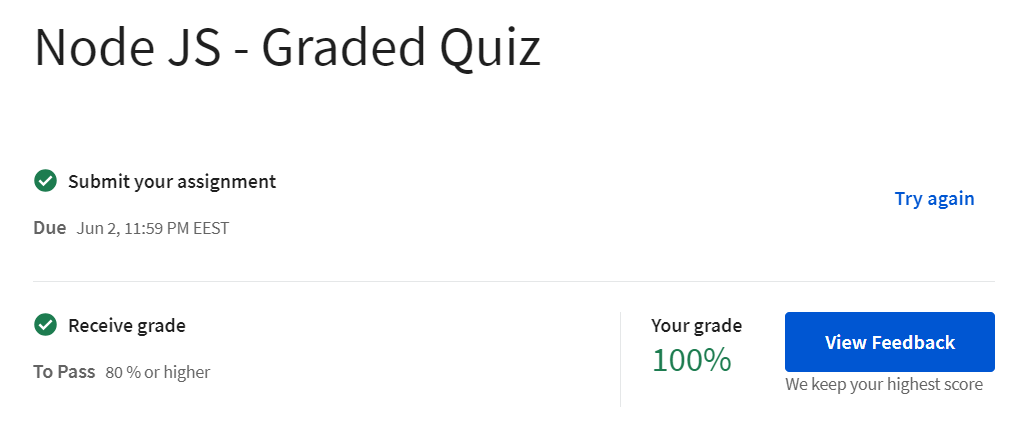 Node JS - Graded Quiz
Submit your assignment
Try again
Due Jun 2, 11:59 PM EEST
Receive grade
Your grade
View Feedback
100%
To Pass 80 % or higher
We keep your highest score